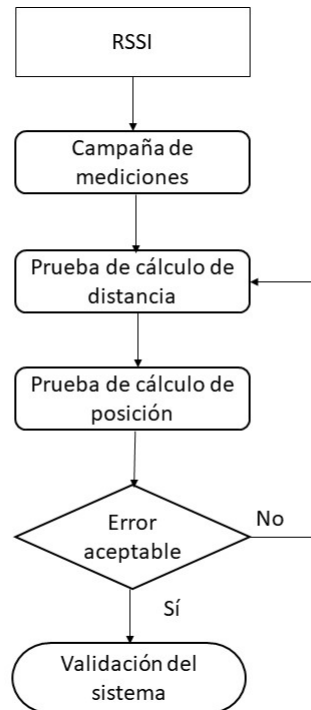 RSSI
Campaña de
mediciones
Prueba de cálculo de
distancia
Prueba de cálculo de
posición
Error
aceptable
No
Sí
Validación del
sistema